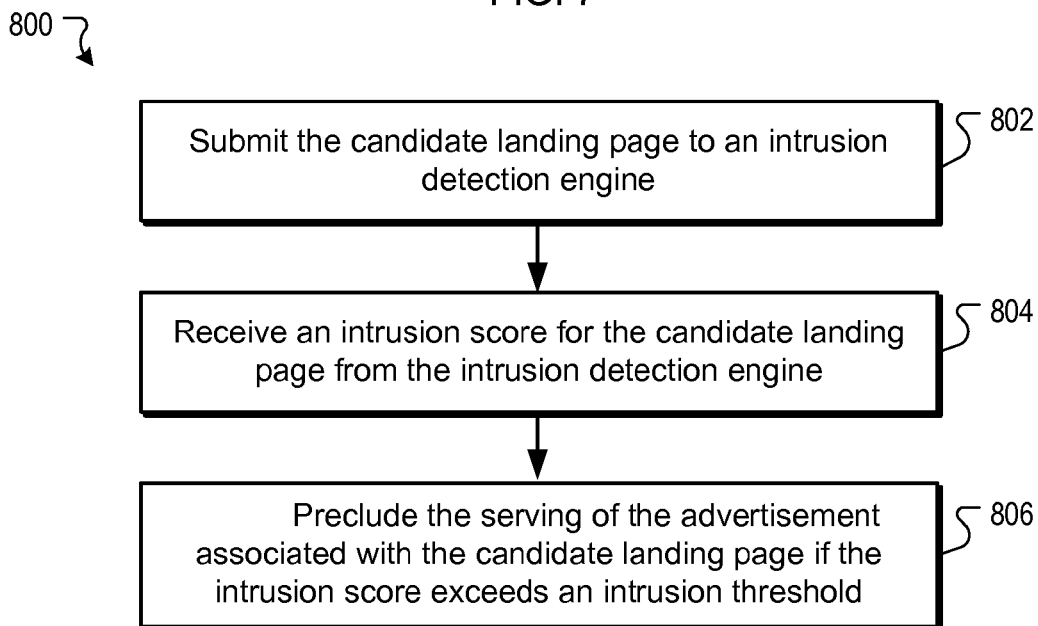 FIG. 7
800
Submit the candidate landing page to an intrusion
detection engine
802
Receive an intrusion score for the candidate landing
page from the intrusion detection engine
804
Preclude the serving of the advertisement
associated with the candidate landing page if the
intrusion score exceeds an intrusion threshold
806